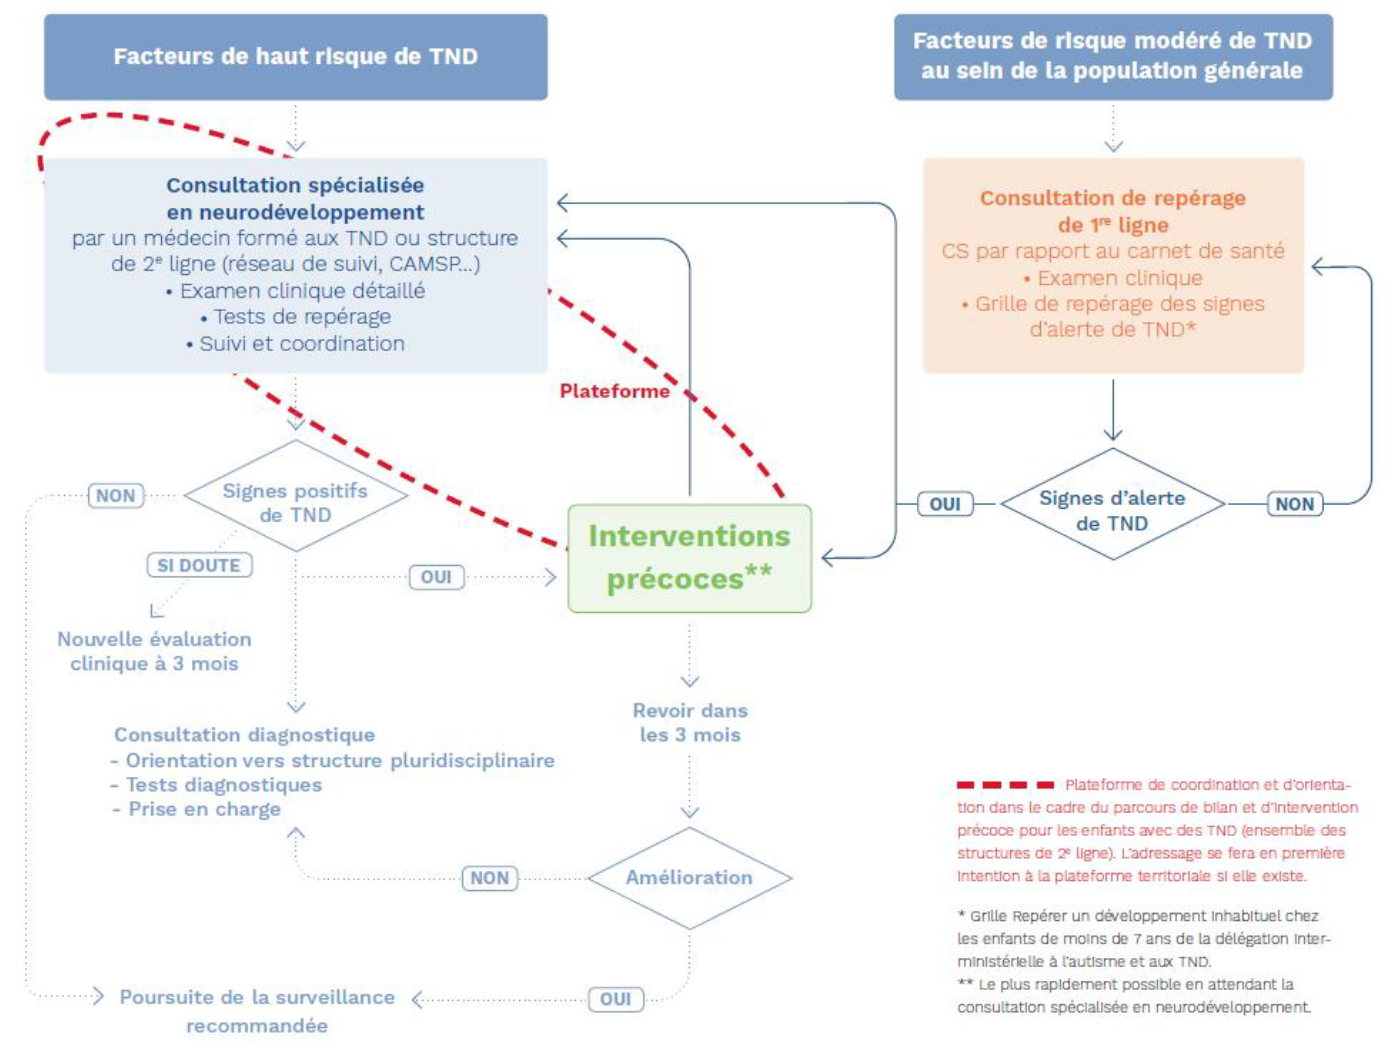 Facteurs de haut risque de TND
Facteurs de risque modéré de TND
au sein de la population générale
Consultation spécialisée
en neurodéveloppement
par un médecin formé aux TND ou structure
de 2e ligne (réseau de suivi, CAMSP...)
• Examen clinique détaillé
• Tests de repérage
• Suivi et coordination
Consultation de repérage
de 1re ligne
CS par rapport au carnet de santé
• Examen clinique
• Grille de repérage des signes
d'alerte de TND*
Plateforme
Signes positifs
de TND
NON
SI DOUTE
OUI
Nouvelle évaluation
clinique à 3 mois
Interventions
précoces**
OUI
Signes d'alerte
de TND
NON
Consultation diagnostique
- Orientation vers structure pluridisciplinaire
- Tests diagnostiques
- Prise en charge
Revoir dans
les 3 mois
NON
Amélioration
OUI
Poursuite de la surveillance
recommandée
Plateforme de coordination et d'orienta-
tion dans le cadre du parcours de bilan et d'intervention
précoce pour les enfants avec des TND (ensemble des
structures de 2e ligne). L'adressage se fera en première
intention à la plateforme territoriale si elle existe.
* Grille Repérer un développement inhabituel chez
les enfants de moins de 7 ans de la délégation inter-
ministérielle à l'autisme et aux TND.
** Le plus rapidement possible en attendant la
consultation spécialisée en neurodéveloppement.